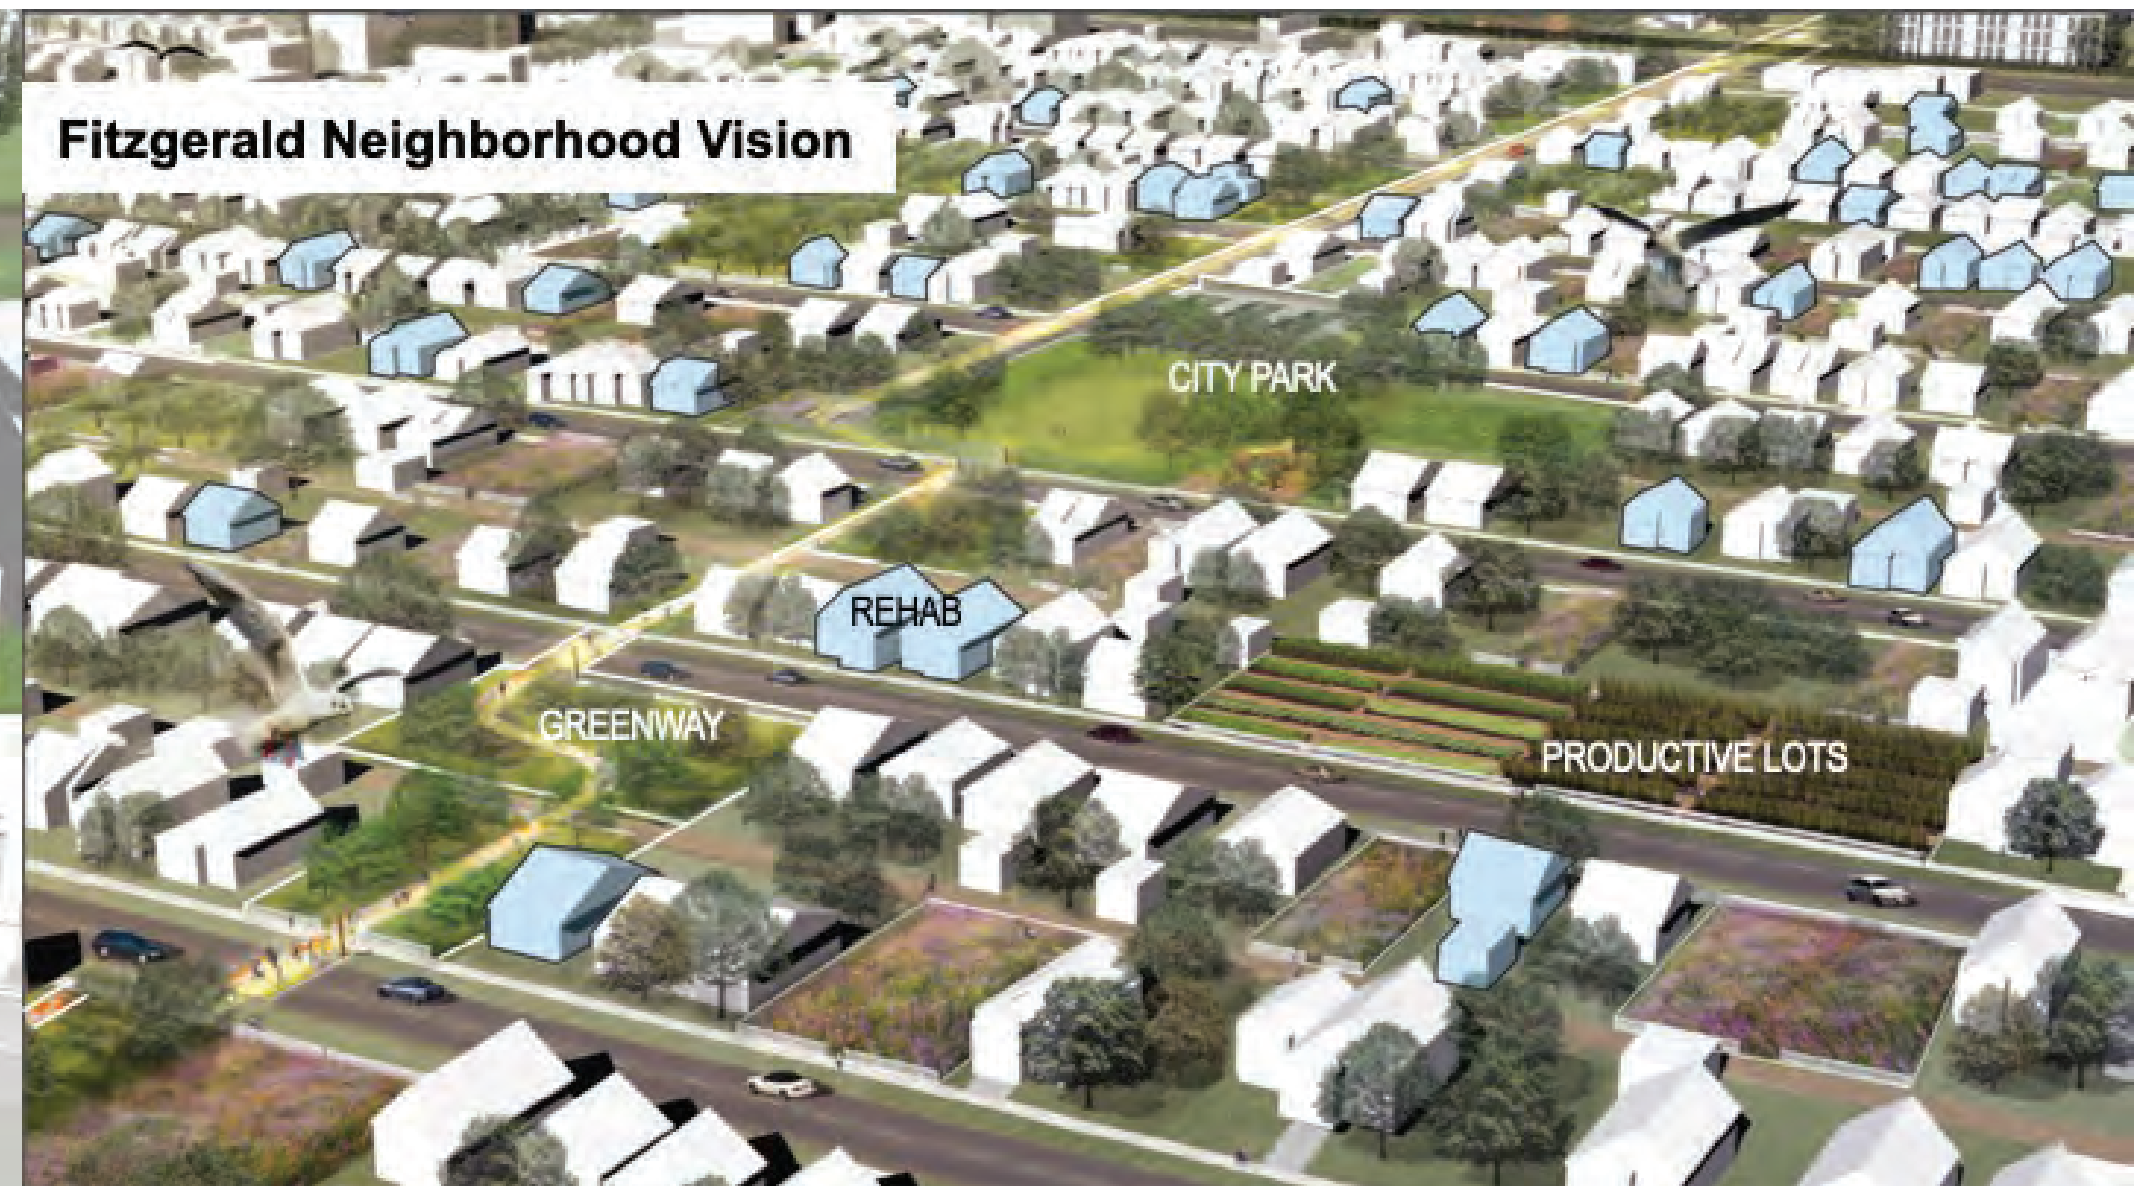 Fitzgerald Neighborhood Vision
CITY PARK
REHAB
GREENWAY
PRODUCTIVE LOTS